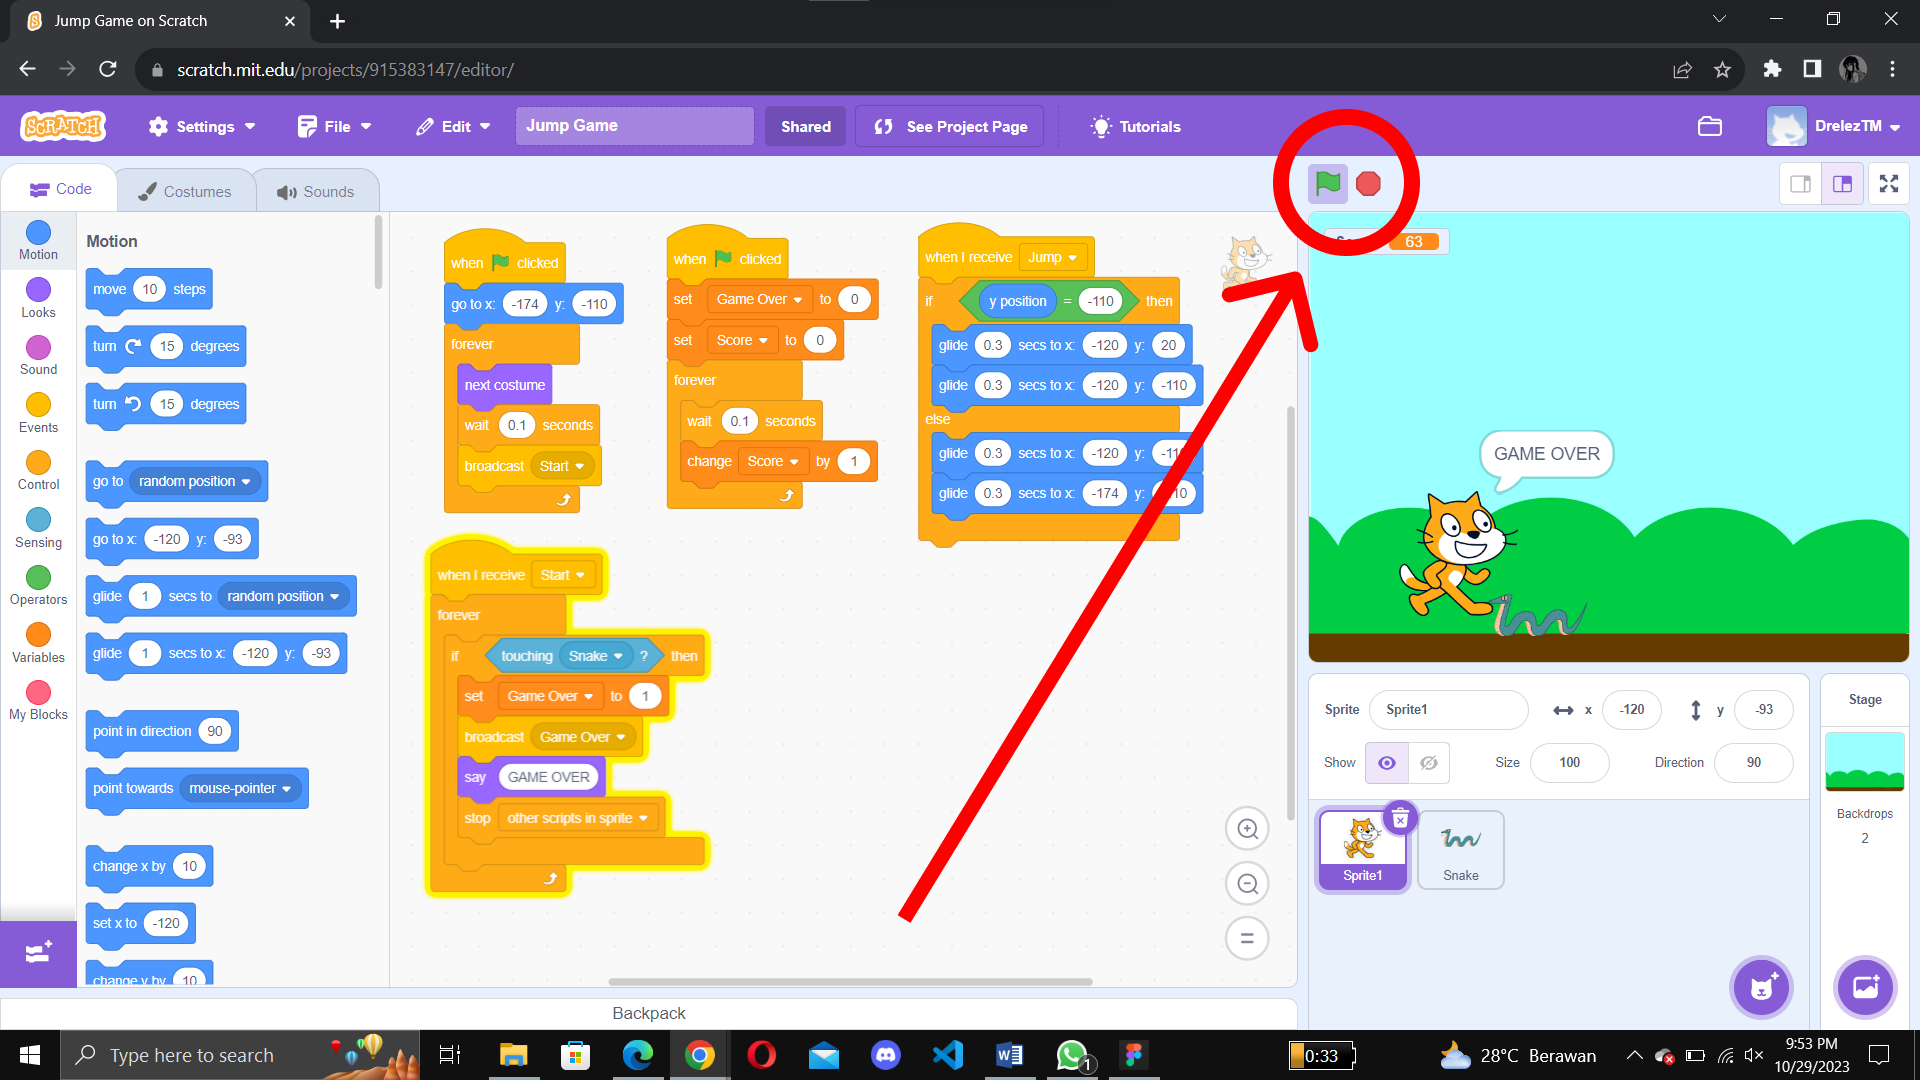 Jump Game on Scratch
scratch.mit.edu/projects/915383147/editor/
SCRATCH
Settings
File
Edit
Jump Game
Shared
See Project Page
Tutorials
DrelezTM
Code
Costumes
Sounds
Motion
Looks
Sound
Events
Control
Sensing
Operators
Variables
My Blocks
Motion
move 10 steps
turn 15 degrees
turn 15 degrees
go to random position
go to x: -120 y: -93
glide 1 secs to random position
glide 1 secs to x: -120 y: -93
point in direction 90
point towards mouse-pointer
change x by 10
set x to -120
change y by 10
when clicked
go to x: -174 y: -110
forever
next costume
wait 0.1 seconds
broadcast Start
when clicked
set Game Over to 0
set Score to 0
forever
wait 0.1 seconds
change Score by 1
when I receive Jump
if y position = -110 then
glide 0.3 secs to x: -120 y: 20
glide 0.3 secs to x: -120 y: -110
else
glide 0.3 secs to x: -120 y:
glide 0.3 secs to x: -174 y:
when I receive Start
forever
if touching Snake ? then
set Game Over to 1
broadcast Game Over
say GAME OVER
stop other scripts in sprite
Backpack
63
GAME OVER
Sprite Sprite1 x -120 y -93
Show Size 100 Direction 90
Sprite1
Snake
Stage
Backdrops
2
Type here to search
1
0:33
28°C Berawan
9:53 PM
10/29/2023